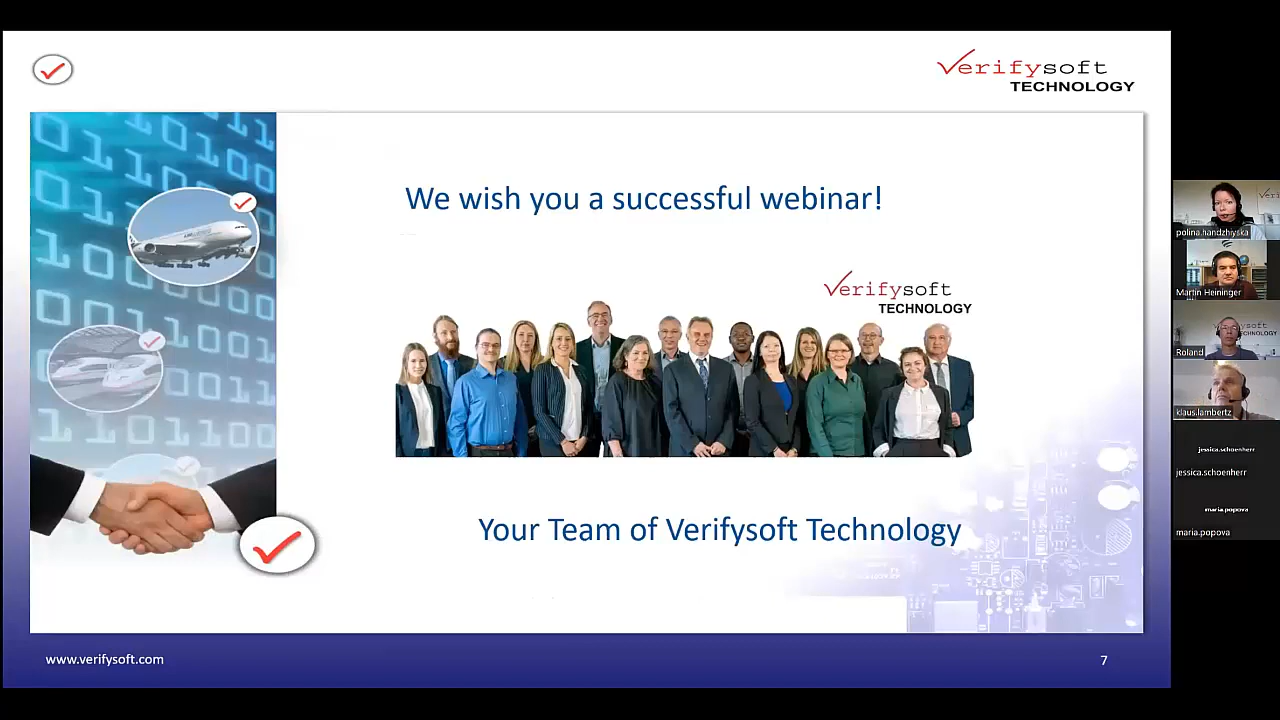 Verifysoft
TECHNOLOGY
We wish you a successful webinar!
Verifysoft
TECHNOLOGY
Your Team of Verifysoft Technology
www.verifysoft.com
7
polina.handzhiyska
Martin Heininger
Roland
klaus.lambertz
jessica.schoenherr
jessica.schoenherr
maria.popova
maria.popova